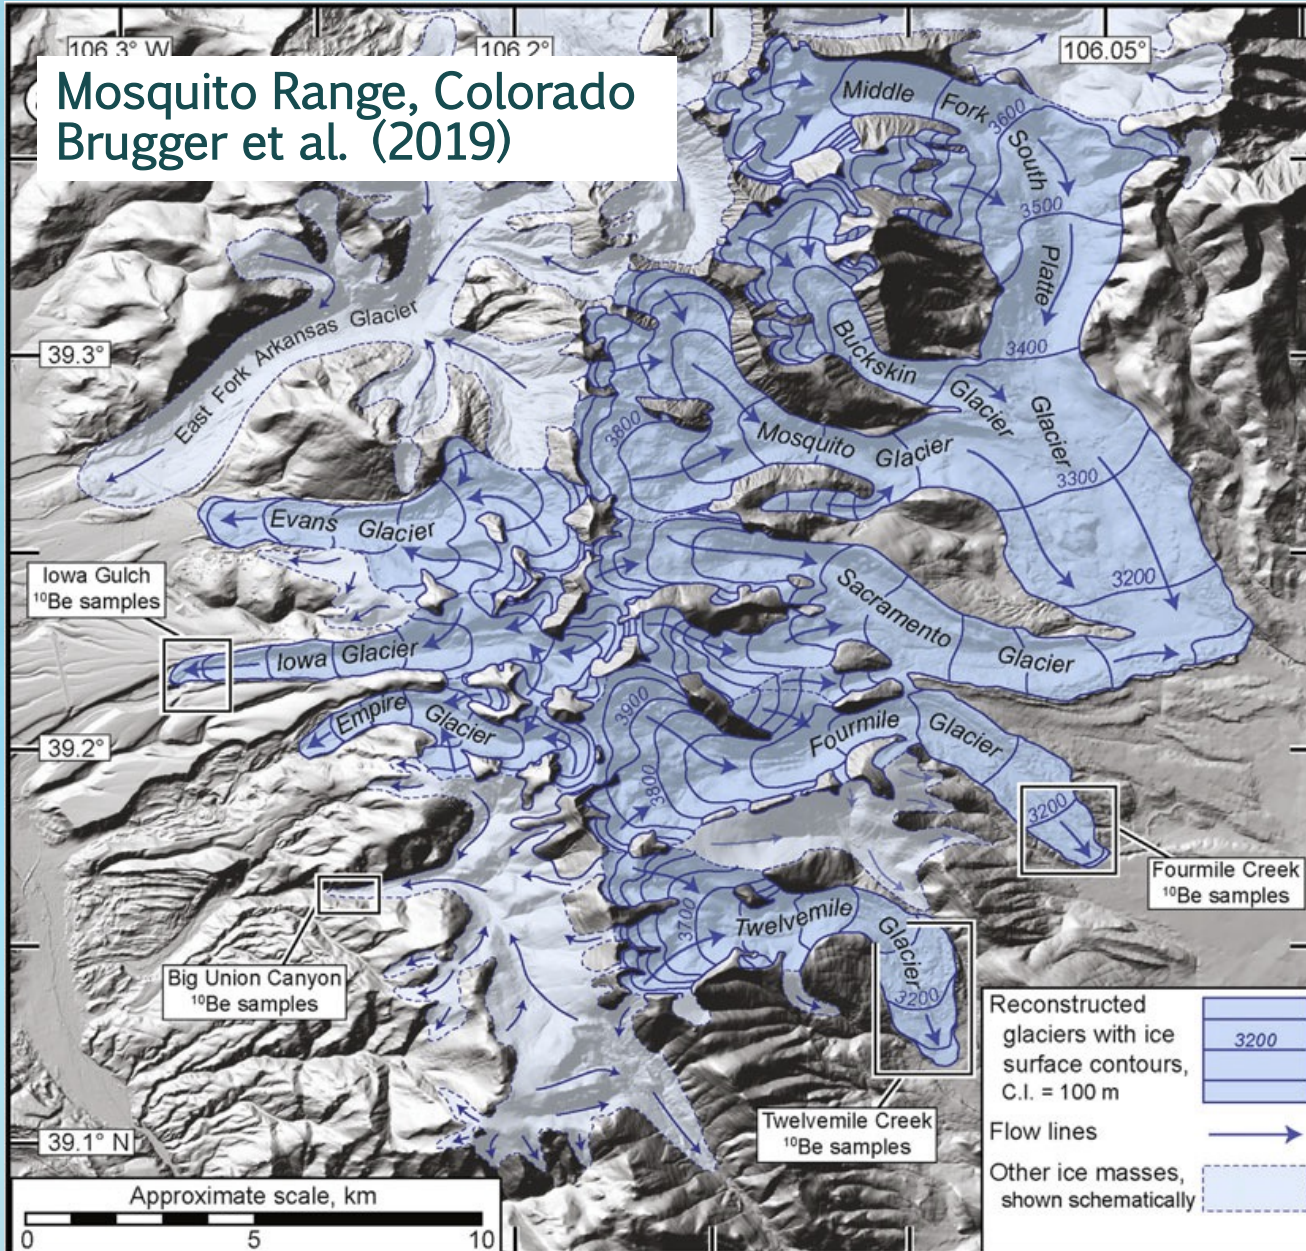 106.3° W
106.2°
106.05°
Mosquito Range, Colorado
Brugger et al. (2019)
Middle Fork South Platte Glacier
3600
3500
3400
3300
3200
Buckskin Glacier
East Fork Arkansas Glacier
39.3°
3800
Mosquito Glacier
Evans Glacier
Iowa Gulch
¹⁰Be samples
Sacramento Glacier
Iowa Glacier
Empire Glacier
3900
3800
39.2°
Fourmile Glacier
3200
Fourmile Creek
¹⁰Be samples
3700
Twelvemile Glacier
3200
Big Union Canyon
¹⁰Be samples
Twelvemile Creek
¹⁰Be samples
39.1° N
Reconstructed
glaciers with ice
surface contours,
C.I. = 100 m
3200
Flow lines
Other ice masses,
shown schematically
Approximate scale, km
0 5 10